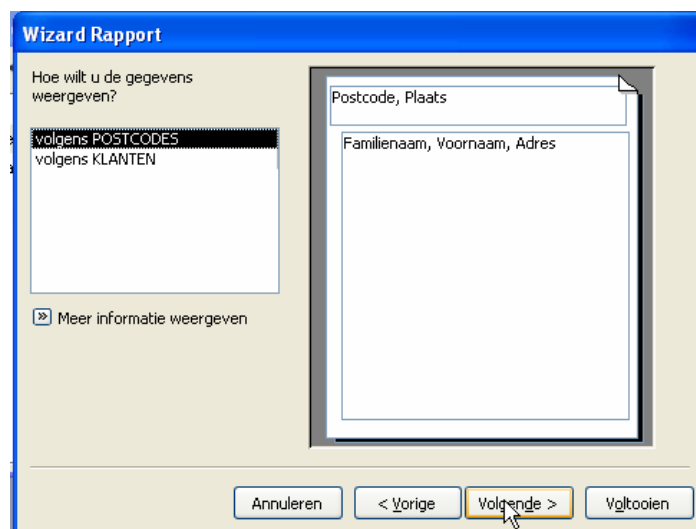 Wizard Rapport
Hoe wilt u de gegevens
weergeven?
volgens POSTCODES
volgens KLANTEN
Meer informatie weergeven
Postcode, Plaats
Familienaam, Voornaam, Adres
Annuleren
< Vorige
Volgende >
Voltooien